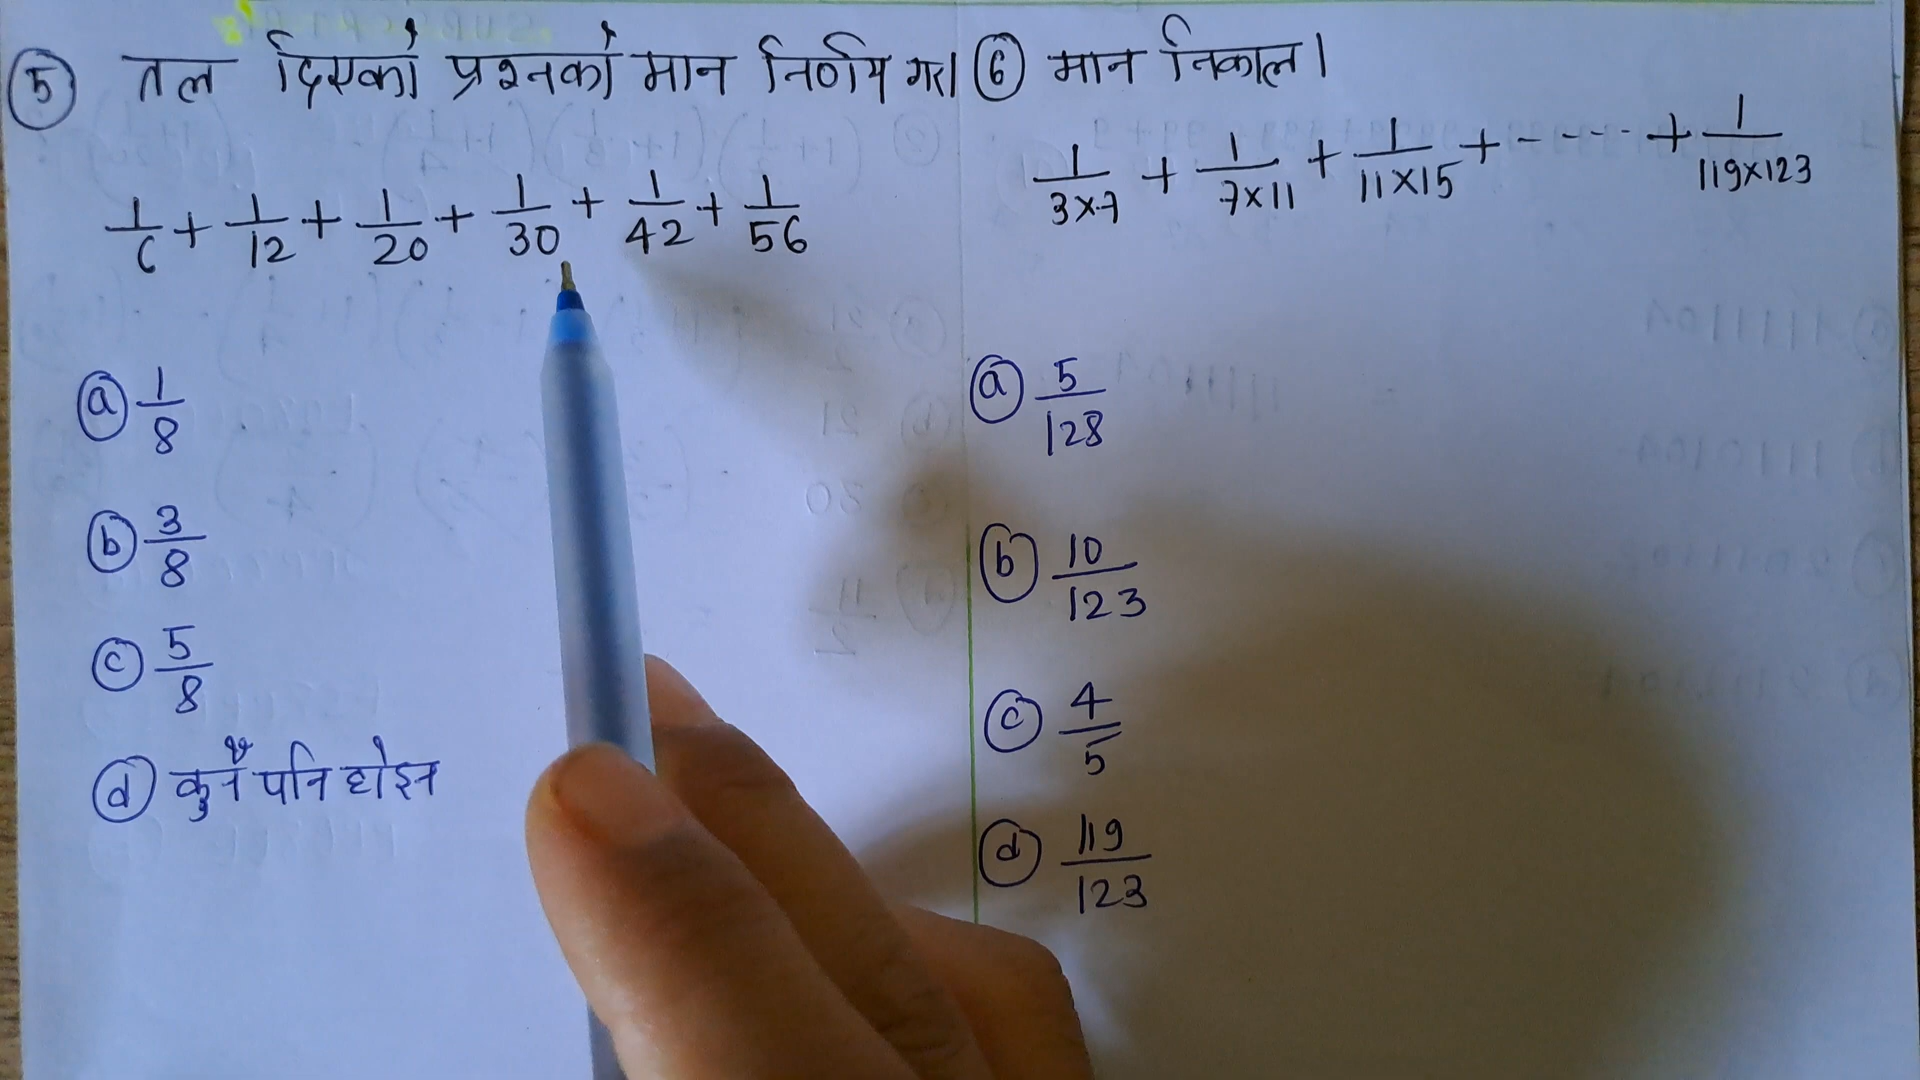 ⑤ तल दिएको प्रश्नको मान निर्णय गर।
1/6 + 1/12 + 1/20 + 1/30 + 1/42 + 1/56
ⓐ 1/8
ⓑ 3/8
ⓒ 5/8
ⓓ कुनै पनि होइन
⑥ मान निकाल।
1/3×7 + 1/7×11 + 1/11×15 + ---- + 1/119×123
ⓐ 5/128
ⓑ 10/123
ⓒ 4/5
ⓓ 119/123